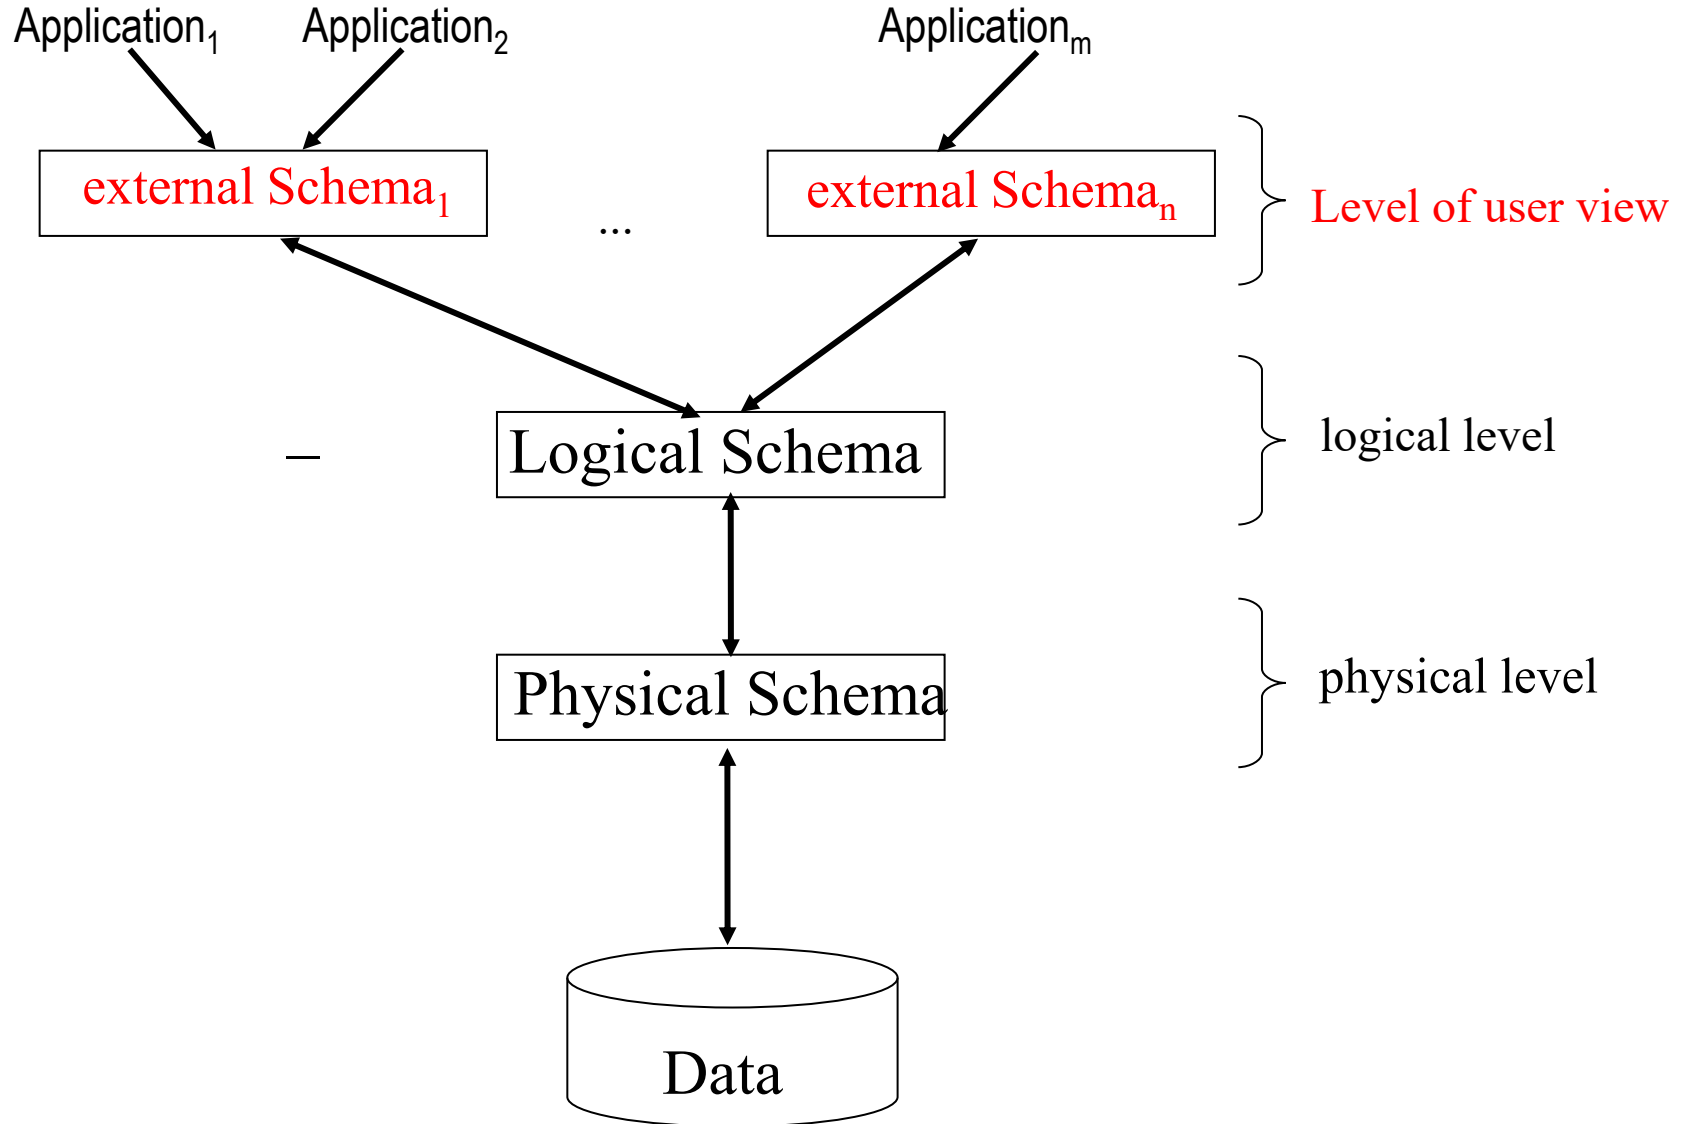 Application₁ Application₂ Applicationₘ
external Schema₁ ... external Schemaₙ
Level of user view
Logical Schema
logical level
–
Physical Schema
physical level
Data